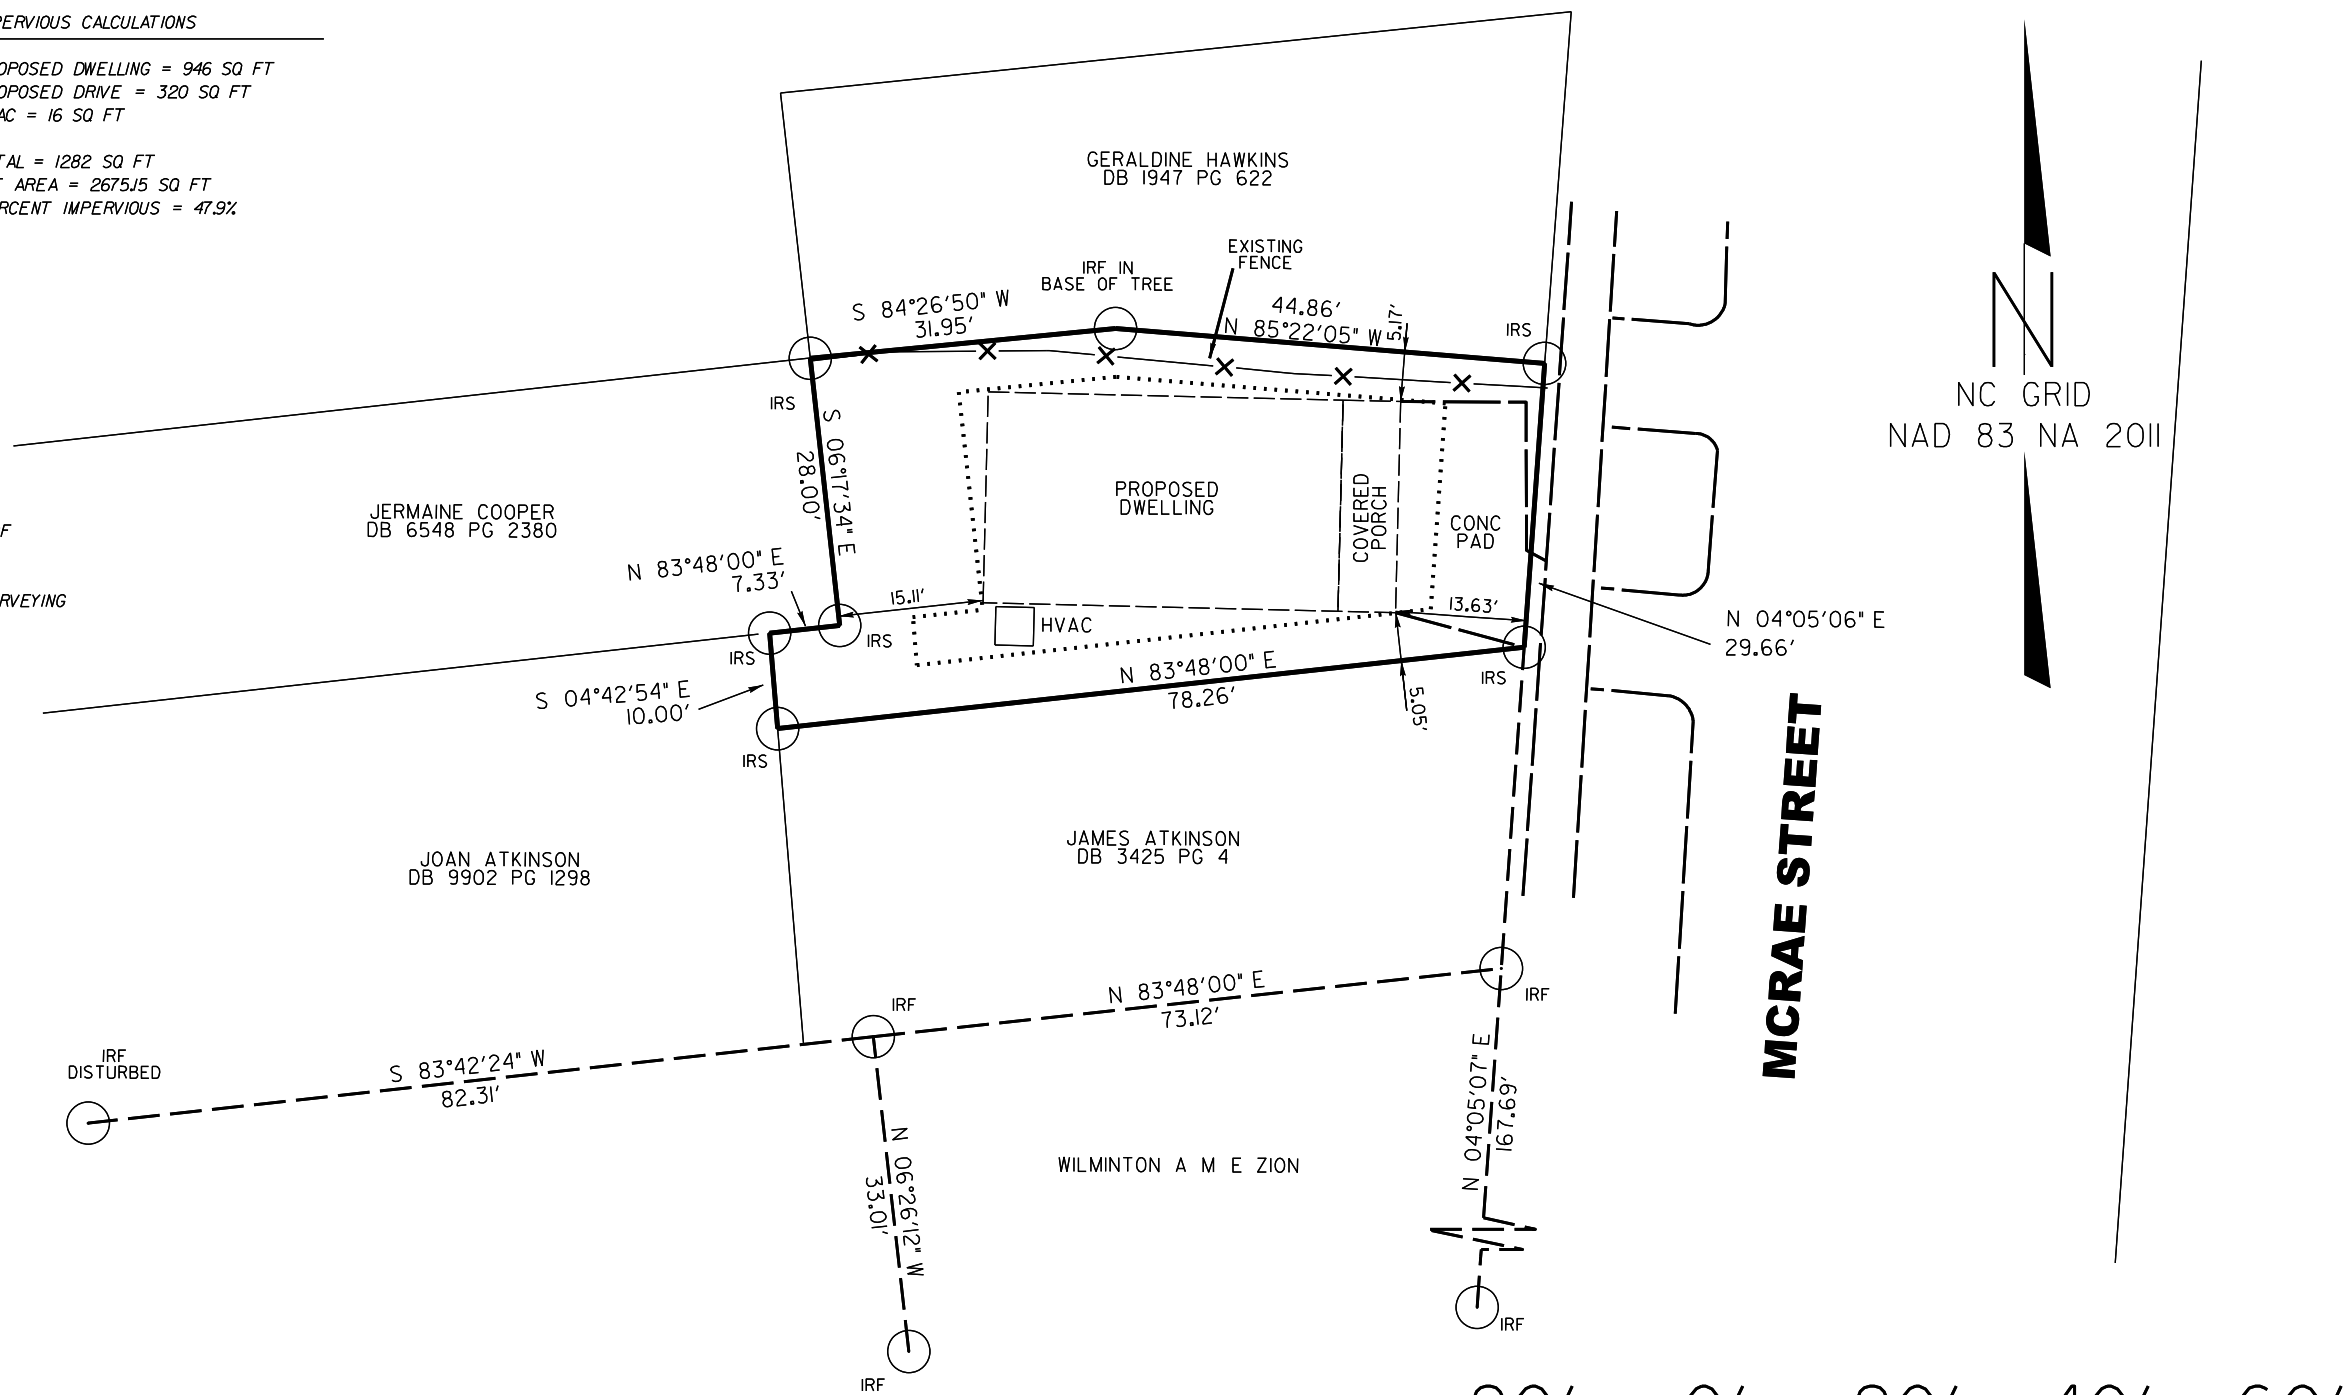 PERVIOUS CALCULATIONS
OPOSED DWELLING = 946 SQ FT
OPOSED DRIVE = 320 SQ FT
AC = 16 SQ FT
TAL = 1282 SQ FT
T AREA = 2675.15 SQ FT
RCENT IMPERVIOUS = 47.9%
F
RVEYING
GERALDINE HAWKINS
DB 1947 PG 622
EXISTING
FENCE
IRF IN
BASE OF TREE
S 84°26'50" W
31.95'
44.86'
N 85°22'05" W
5.17'
IRS
IRS
S 06°17'34" E
28.00'
NC GRID
NAD 83 NA 2011
N
JERMAINE COOPER
DB 6548 PG 2380
PROPOSED
DWELLING
COVERED
PORCH
CONC
PAD
N 83°48'00" E
7.33'
15.11'
HVAC
13.63'
N 04°05'06" E
29.66'
IRS
IRS
IRS
S 04°42'54" E
10.00'
N 83°48'00" E
78.26'
5.05'
IRS
MCRAE STREET
JAMES ATKINSON
DB 3425 PG 4
JOAN ATKINSON
DB 9902 PG 1298
N 83°48'00" E
73.12'
IRF
IRF
IRF
DISTURBED
S 83°42'24" W
82.31'
N 04°05'07" E
167.69'
N 06°26'12" W
33.01'
WILMINTON A M E ZION
IRF
IRF